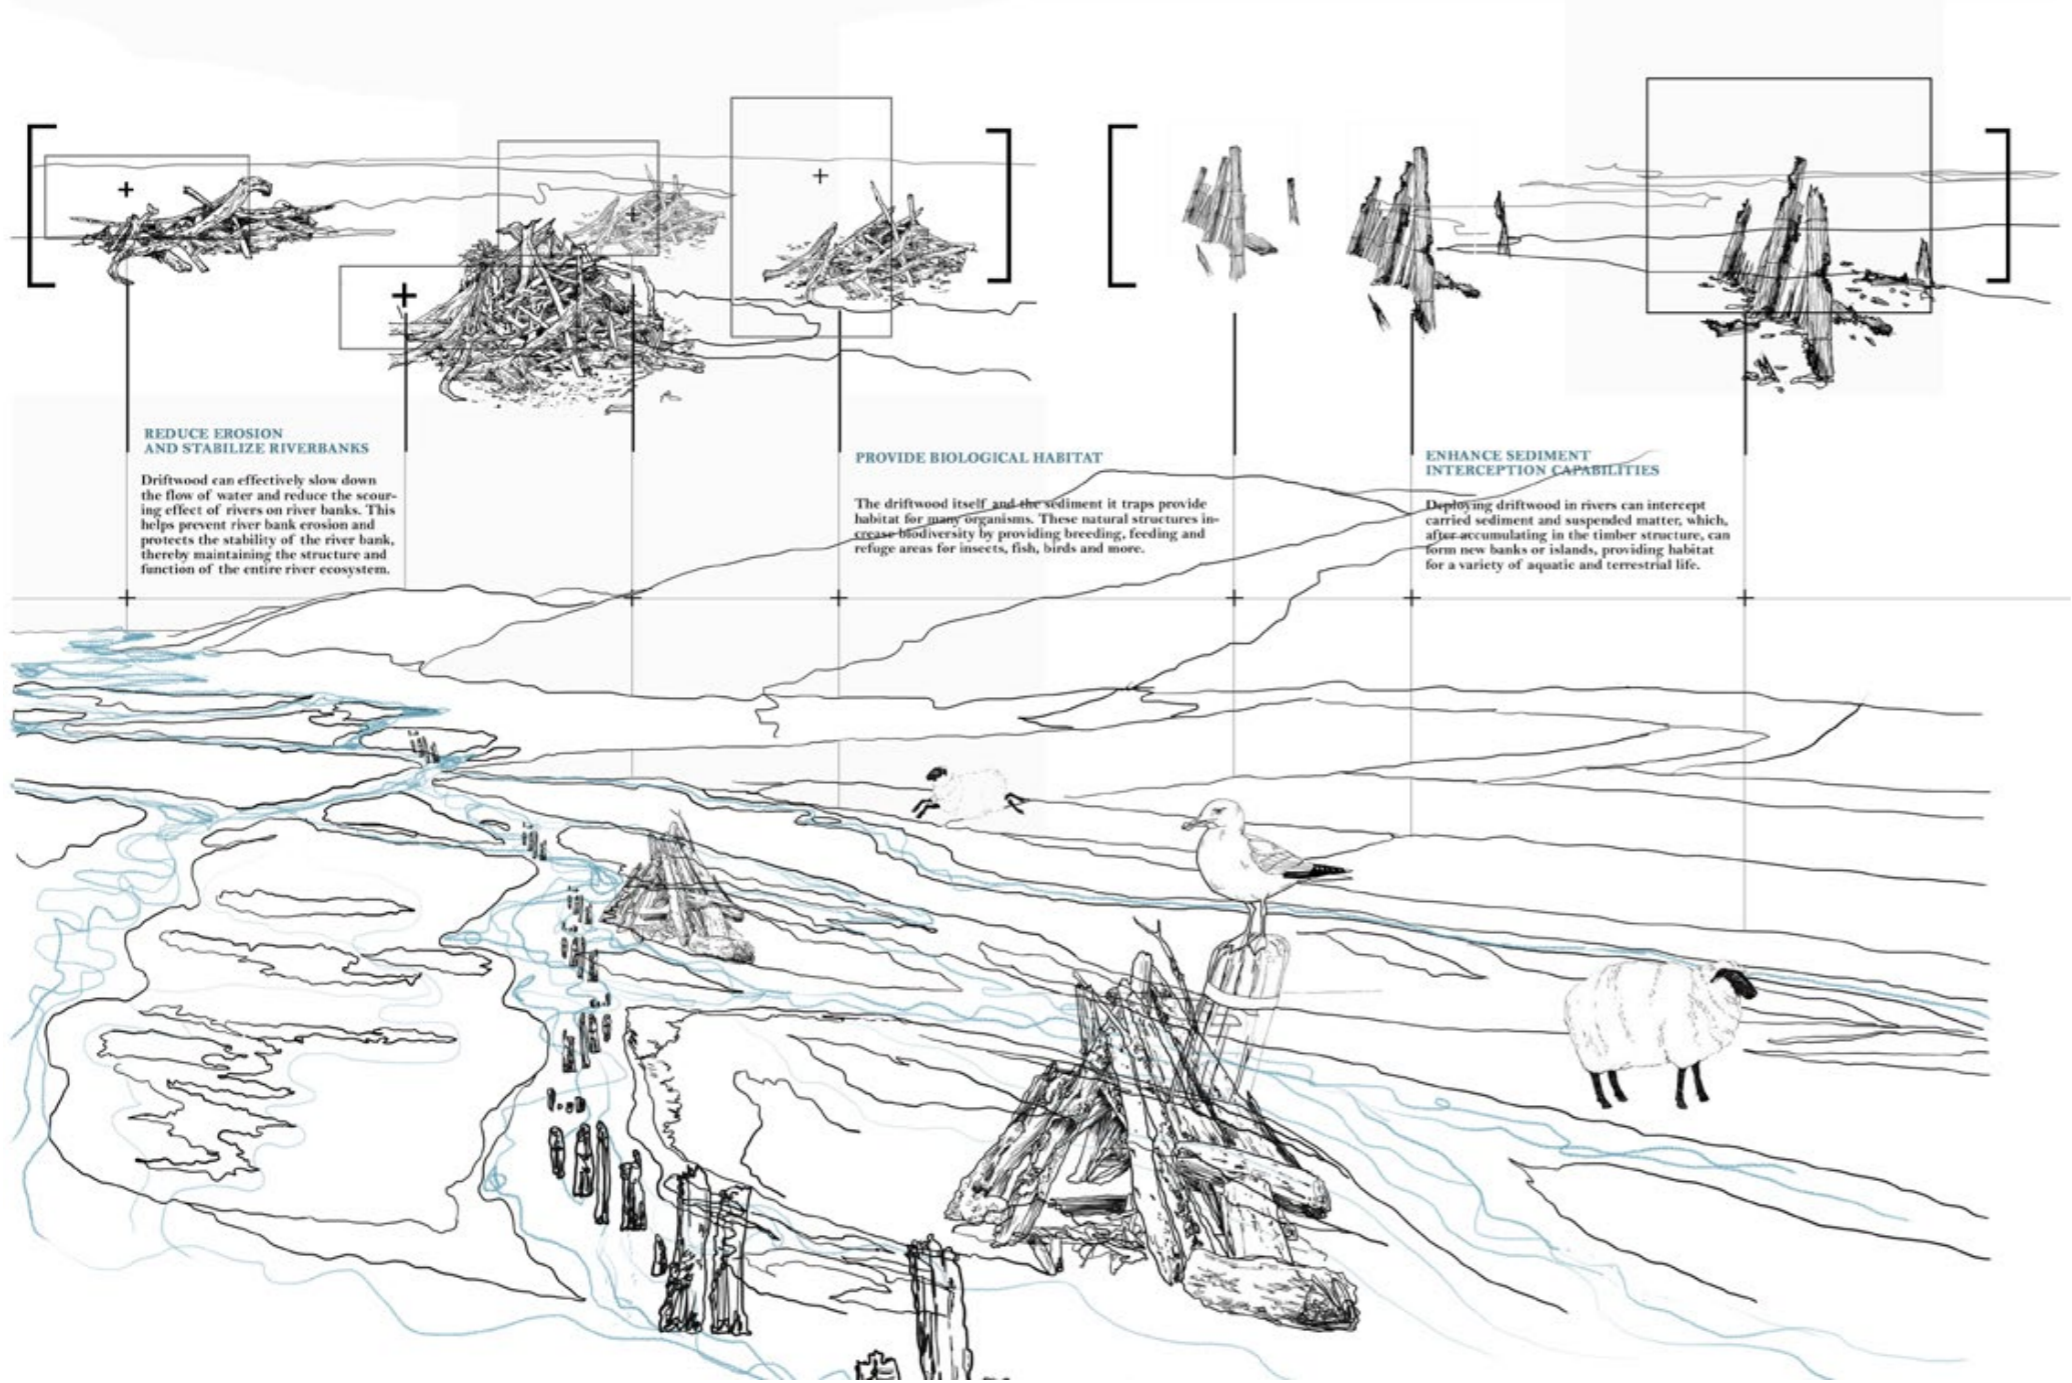 REDUCE EROSION
AND STABILIZE RIVERBANKS
Driftwood can effectively slow down
the flow of water and reduce the scour-
ing effect of rivers on river banks. This
helps prevent river bank erosion and
protects the stability of the river bank,
thereby maintaining the structure and
function of the entire river ecosystem.
PROVIDE BIOLOGICAL HABITAT
The driftwood itself and the sediment it traps provide
habitat for many organisms. These natural structures in-
crease biodiversity by providing breeding, feeding and
refuge areas for insects, fish, birds and more.
ENHANCE SEDIMENT
INTERCEPTION CAPABILITIES
Deploying driftwood in rivers can intercept
carried sediment and suspended matter, which,
after accumulating in the timber structure, can
form new banks or islands, providing habitat
for a variety of aquatic and terrestrial life.